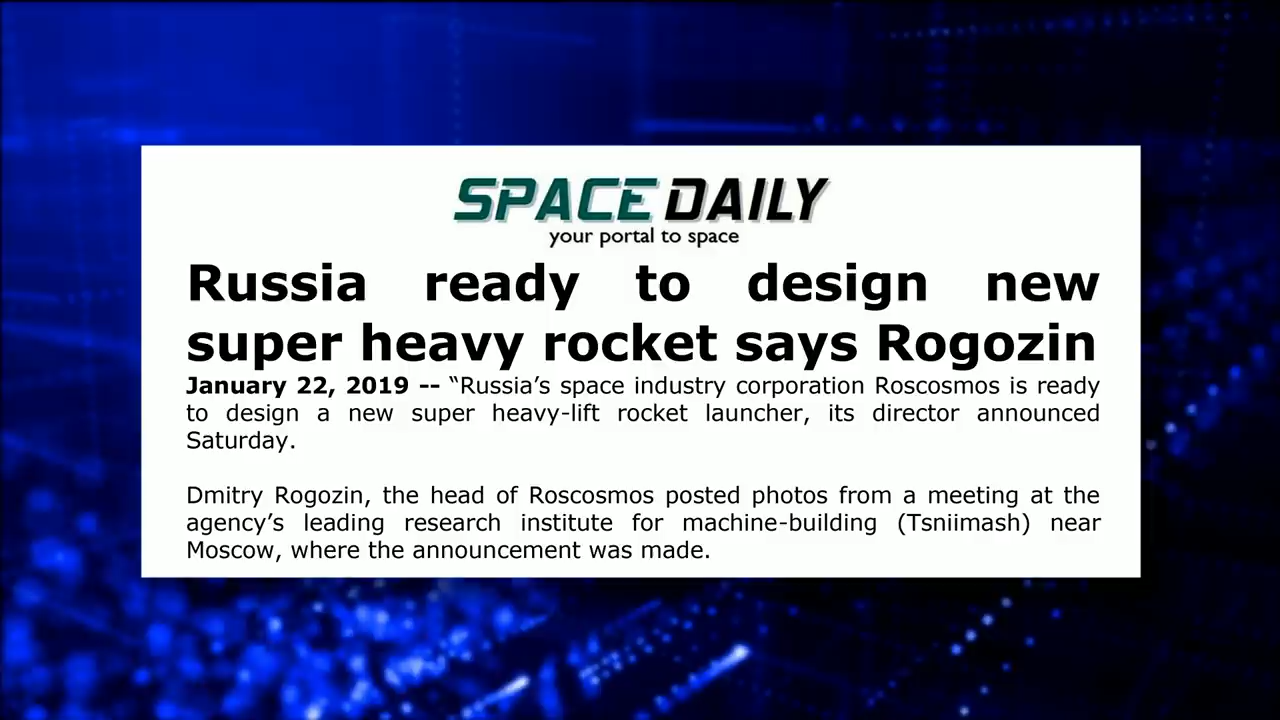 SPACE DAILY
your portal to space
Russia ready to design new
super heavy rocket says Rogozin
January 22, 2019 -- “Russia’s space industry corporation Roscosmos is ready
to design a new super heavy-lift rocket launcher, its director announced
Saturday.
Dmitry Rogozin, the head of Roscosmos posted photos from a meeting at the
agency’s leading research institute for machine-building (Tsniimash) near
Moscow, where the announcement was made.